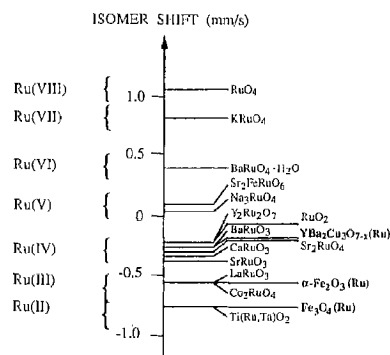 ISOMER SHIFT (mm/s)
Ru(VIII) { 1.0 RuO4
Ru(VII) { KRuO4
0.5
Ru(VI) { BaRuO4·H2O
Sr2FeRuO6
Ru(V) { Na3RuO4
0 Y2Ru2O7
RuO2
BaRuO3 YBa2Cu3O7-x(Ru)
Ru(IV) { CaRuO3 Sr2RuO4
SrRuO3
-0.5 LaRuO3
Ru(III) { α-Fe2O3(Ru)
Co2RuO4
Ru(II) { Fe3O4(Ru)
Ti(Ru,Ta)O2
-1.0